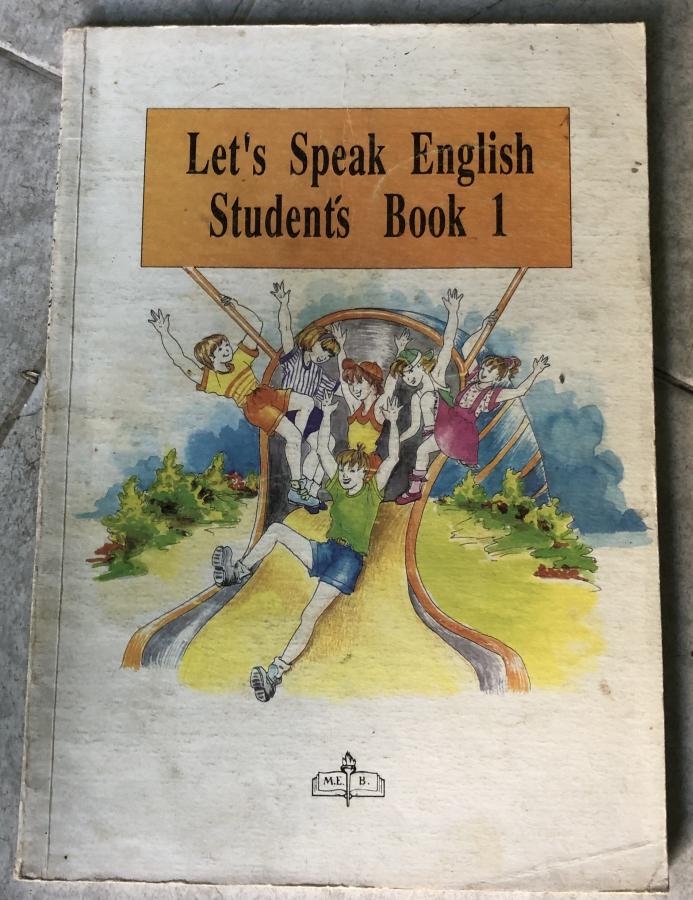 Let's Speak English
Student's Book 1
M.E. B.